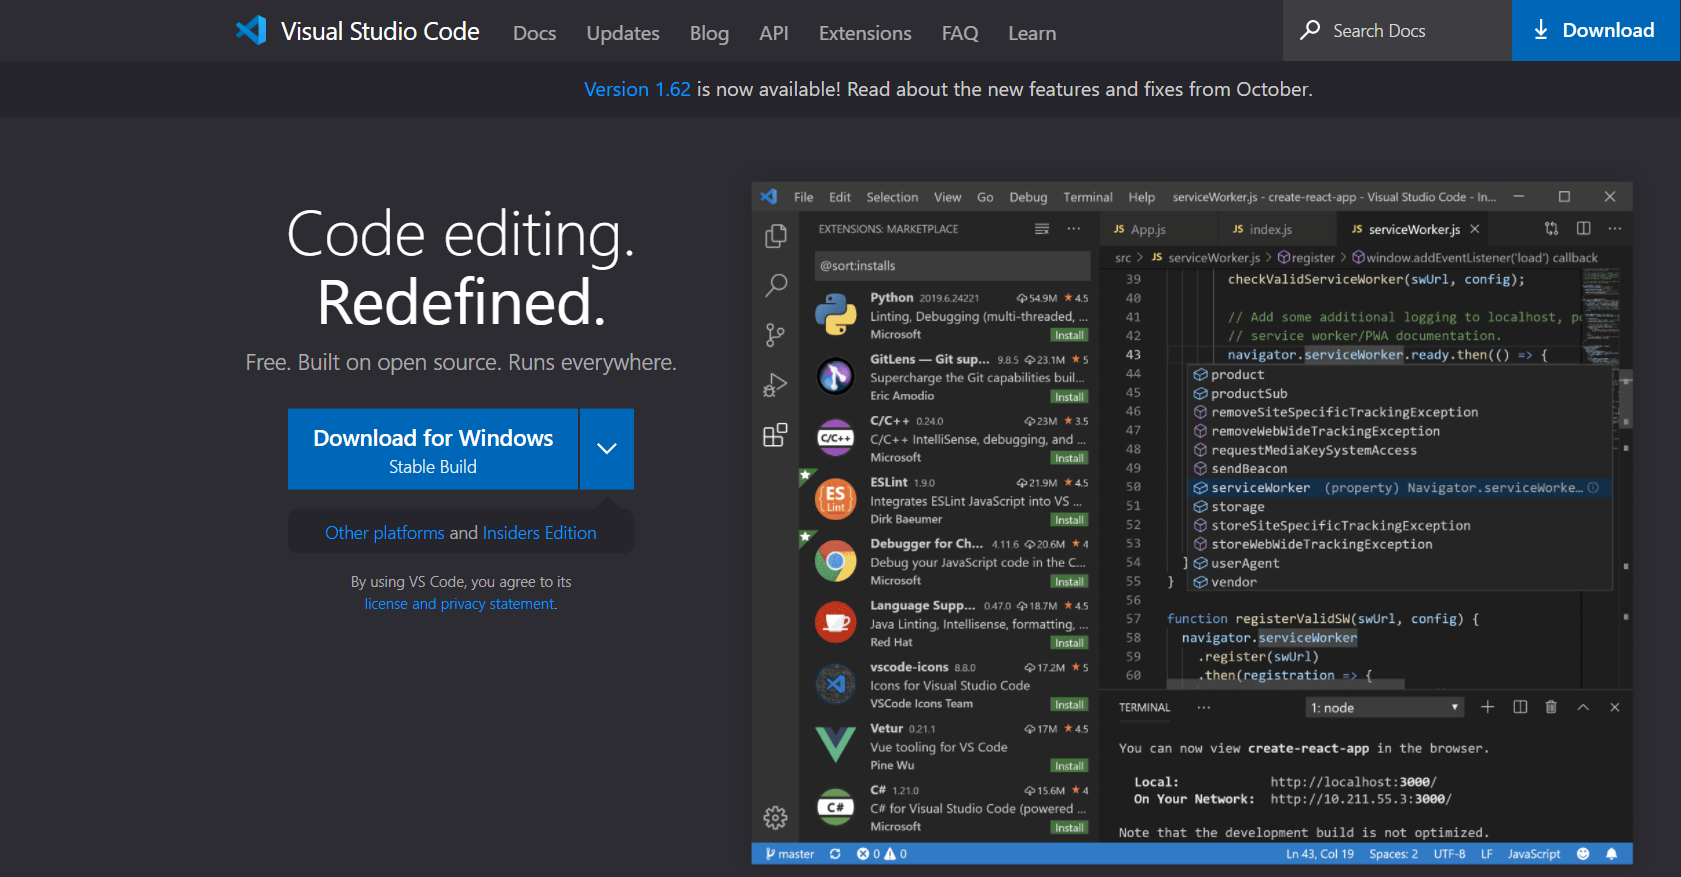 Visual Studio Code Docs Updates Blog API Extensions FAQ Learn Search Docs Download
Version 1.62 is now available! Read about the new features and fixes from October.
Code editing.
Redefined.
Free. Built on open source. Runs everywhere.
Download for Windows
Stable Build
Other platforms and Insiders Edition
By using VS Code, you agree to its
license and privacy statement.
File Edit Selection View Go Debug Terminal Help serviceWorker.js - create-react-app - Visual Studio Code - In...
EXTENSIONS: MARKETPLACE
@sort:installs
Python 2019.6.24221 54.9M 4.5
Linting, Debugging (multi-threaded, ...
Microsoft Install
GitLens — Git sup... 9.8.5 23.1M 5
Supercharge the Git capabilities buil...
Eric Amodio Install
C/C++
C/C++ 0.24.0 23M 3.5
C/C++ IntelliSense, debugging, and ...
Microsoft Install
ES
Lint
ESLint 1.9.0 21.9M 4.5
Integrates ESLint JavaScript into VS ...
Dirk Baeumer Install
Debugger for Ch... 4.11.6 20.6M 4
Debug your JavaScript code in the C...
Microsoft Install
Language Supp... 0.47.0 18.7M 4.5
Java Linting, Intellisense, formatting, ...
Red Hat Install
vscode-icons 8.8.0 17.2M 5
Icons for Visual Studio Code
VSCode Icons Team Install
Vetur 0.21.1 17M 4.5
Vue tooling for VS Code
Pine Wu Install
C#
C# 1.21.0 15.6M 4
C# for Visual Studio Code (powered ...
Microsoft Install
JS App.js JS index.js JS serviceWorker.js
src > JS serviceWorker.js > register > window.addEventListener('load') callback
39 checkValidServiceWorker(swUrl, config);
40
41 // Add some additional logging to localhost, po
42 // service worker/PWA documentation.
43 navigator.serviceWorker.ready.then(() => {
44 product
45 productSub
46 removeSiteSpecificTrackingException
47 removeWebWideTrackingException
48 requestMediaKeySystemAccess
49 sendBeacon
50 serviceWorker (property) Navigator.serviceWorke...
51 storage
52 storeSiteSpecificTrackingException
53 storeWebWideTrackingException
54 } userAgent
55 } vendor
56
57 function registerValidSW(swUrl, config) {
58 navigator.serviceWorker
59 .register(swUrl)
60 .then(registration => {
TERMINAL ... 1: node
You can now view create-react-app in the browser.
Local: http://localhost:3000/
On Your Network: http://10.211.55.3:3000/
Note that the development build is not optimized.
master 0 0 Ln 43, Col 19 Spaces: 2 UTF-8 LF JavaScript